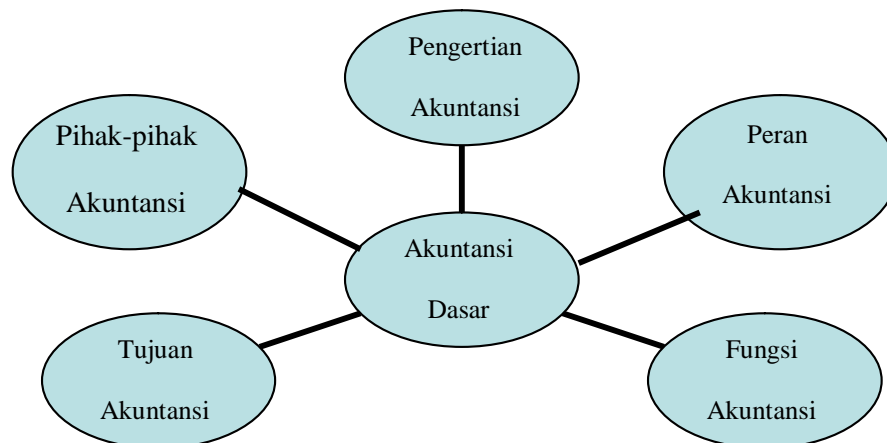 Pengertian
Akuntansi
Pihak-pihak
Akuntansi
Peran
Akuntansi
Akuntansi
Dasar
Tujuan
Akuntansi
Fungsi
Akuntansi